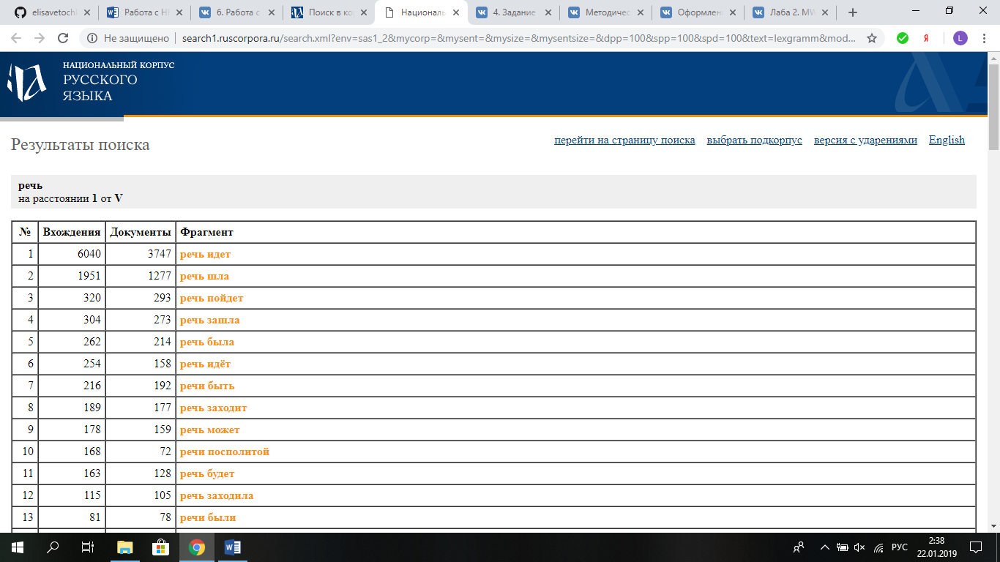 elisavetochl
Работа с НН
6. Работа с
Поиск в кор
Националь
4. Задание
Методичес
Оформлен
Лаба 2. MW
Не защищено search1.ruscorpora.ru/search.xml?env=sas1_2&mycorp=&mysent=&mysize=&mysentsize=&dpp=100&spp=100&spd=100&text=lexgramm&mod...
Я
L
НАЦИОНАЛЬНЫЙ КОРПУС
РУССКОГО
ЯЗЫКА
Результаты поиска
перейти на страницу поиска выбрать подкорпус версия с ударениями English
речь
на расстоянии 1 от V
№ Вхождения Документы Фрагмент
1 6040 3747 речь идет
2 1951 1277 речь шла
3 320 293 речь пойдет
4 304 273 речь зашла
5 262 214 речь была
6 254 158 речь идёт
7 216 192 речи быть
8 189 177 речь заходит
9 178 159 речь может
10 168 72 речи посполитой
11 163 128 речь будет
12 115 105 речь заходила
13 81 78 речи были
РУС
2:38
22.01.2019